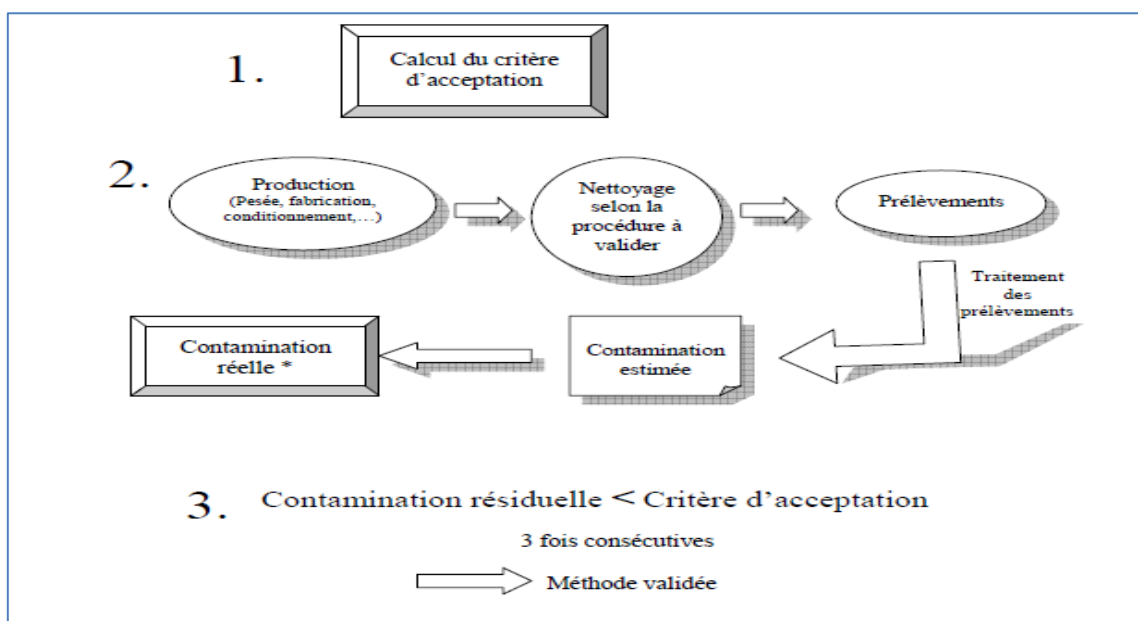 1.
Calcul du critère
d'acceptation
2.
Production
(Pesée, fabrication,
conditionnement,…)
Nettoyage
selon la
procédure à
valider
Prélèvements
Traitement
des
prélèvements
Contamination
estimée
Contamination
réelle *
3.
Contamination résiduelle < Critère d'acceptation
3 fois consécutives
Méthode validée